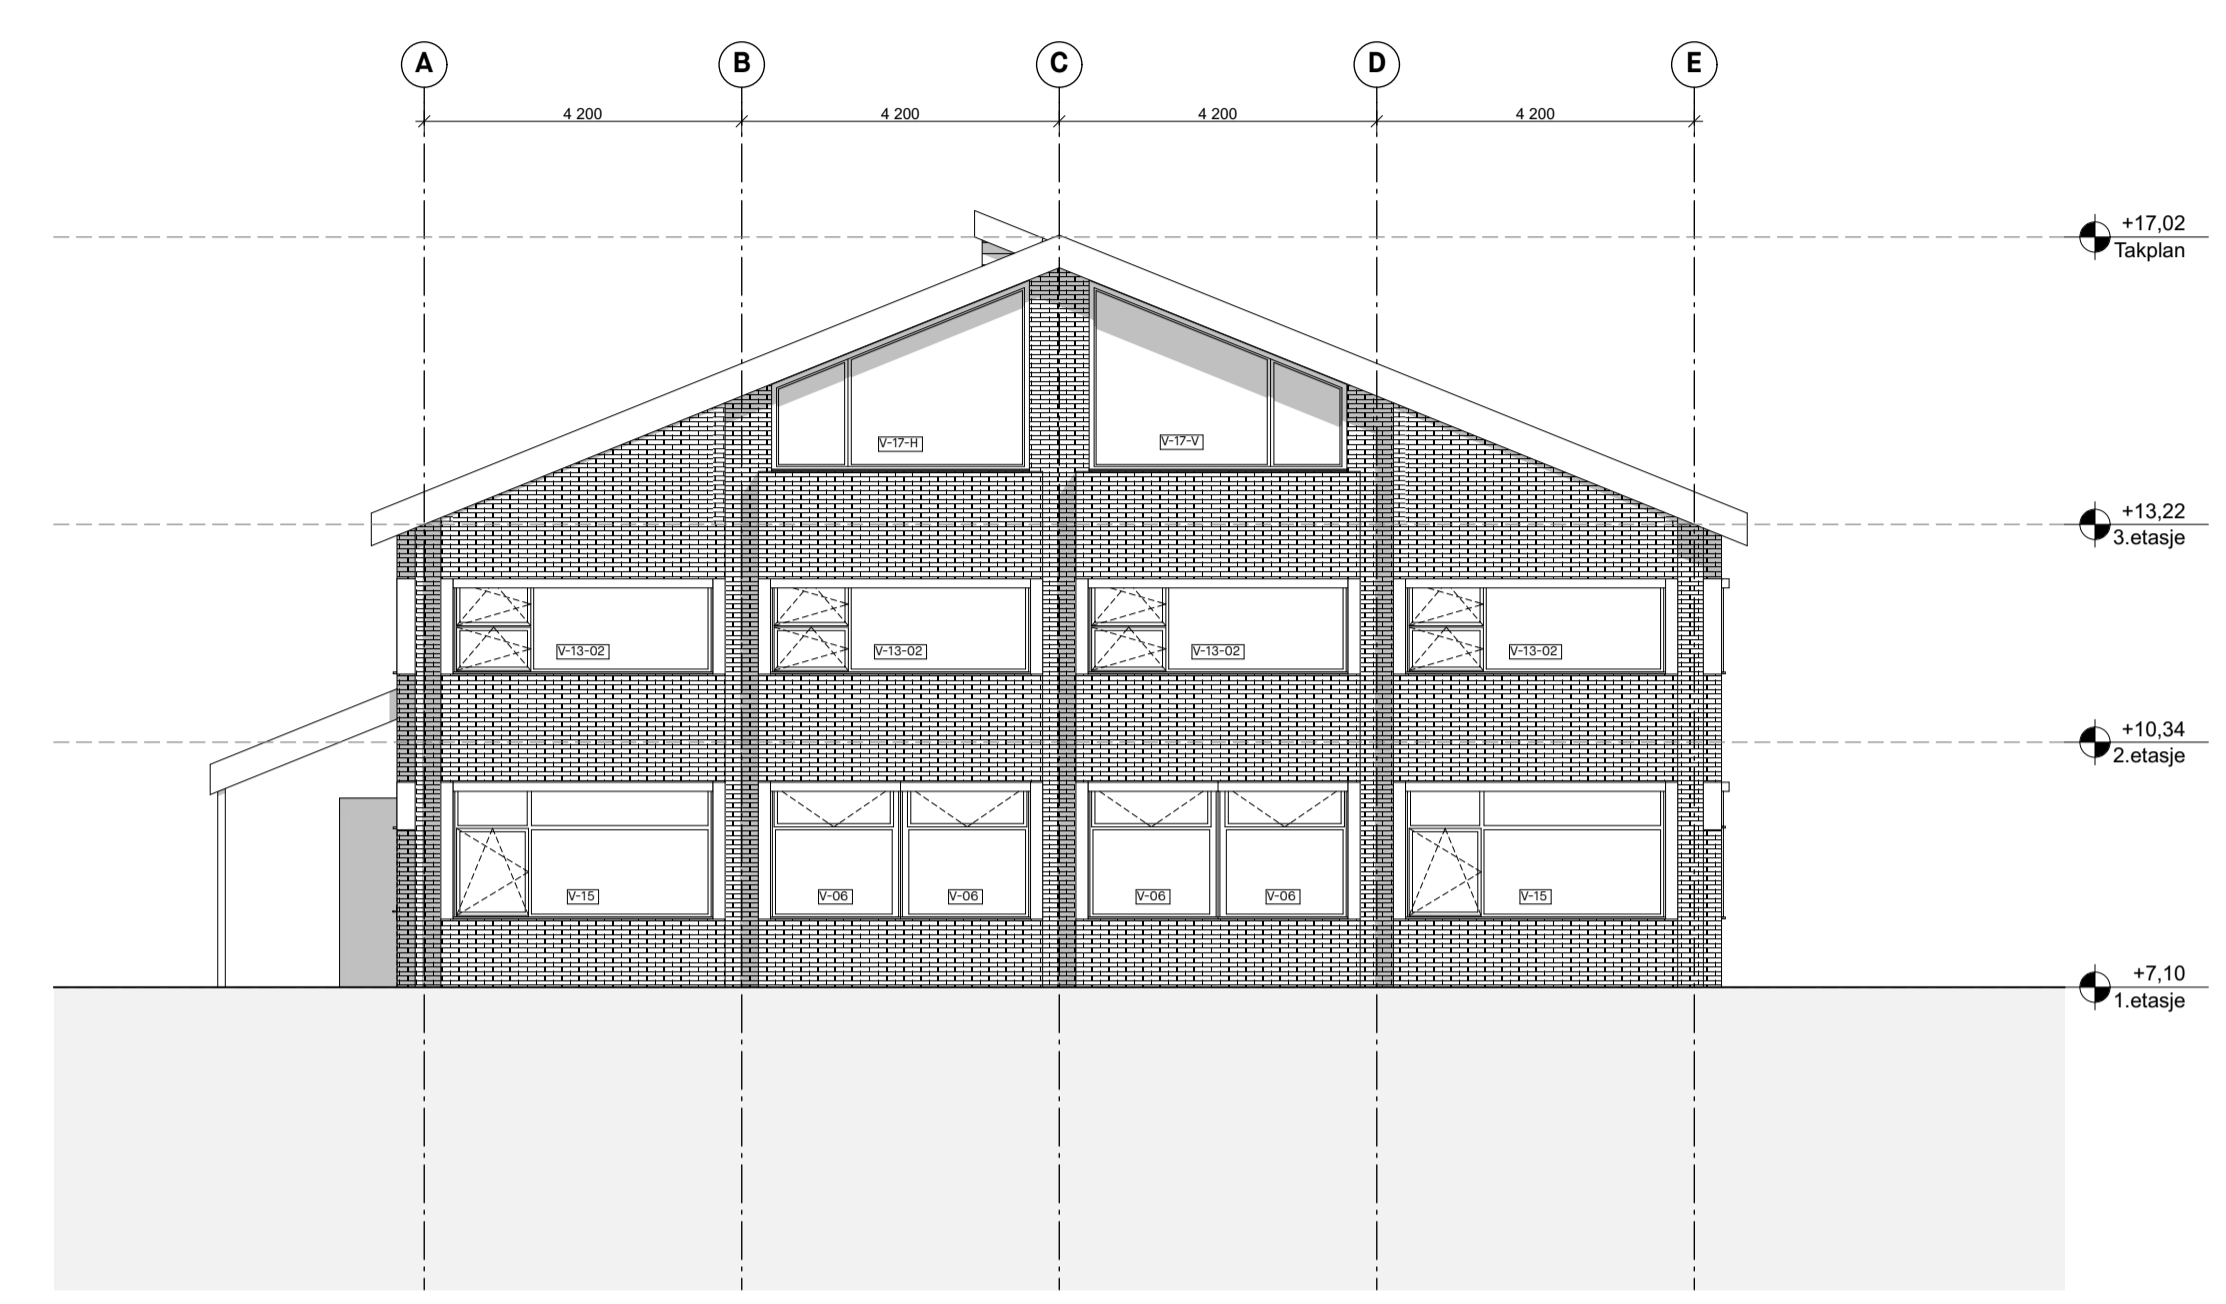 A B C D E
4 200 4 200 4 200 4 200
+17,02
Takplan
V-17-H V-17-V
+13,22
3.etasje
V-13-02 V-13-02 V-13-02 V-13-02
+10,34
2.etasje
V-15 V-06 V-06 V-06 V-06 V-15
+7,10
1.etasje